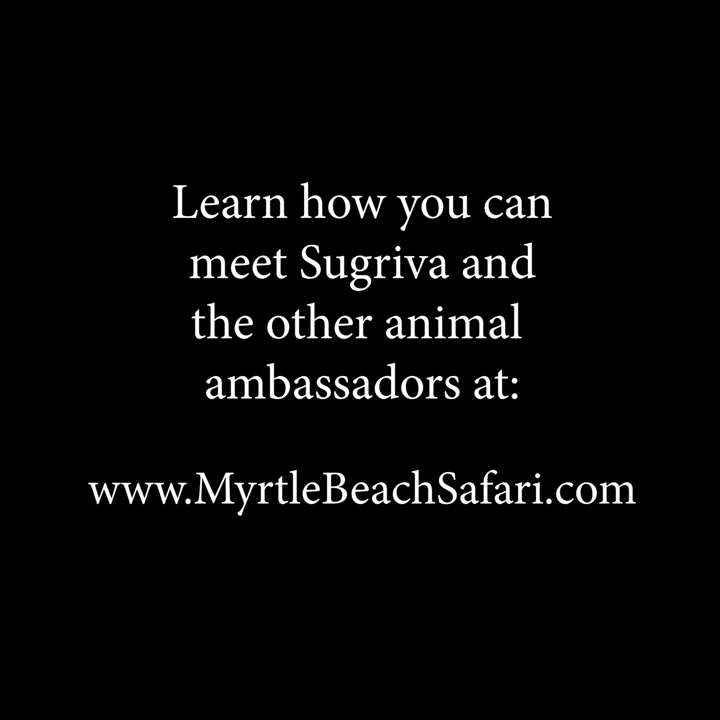 Learn how you can
meet Sugriva and
the other animal
ambassadors at:
www.MyrtleBeachSafari.com